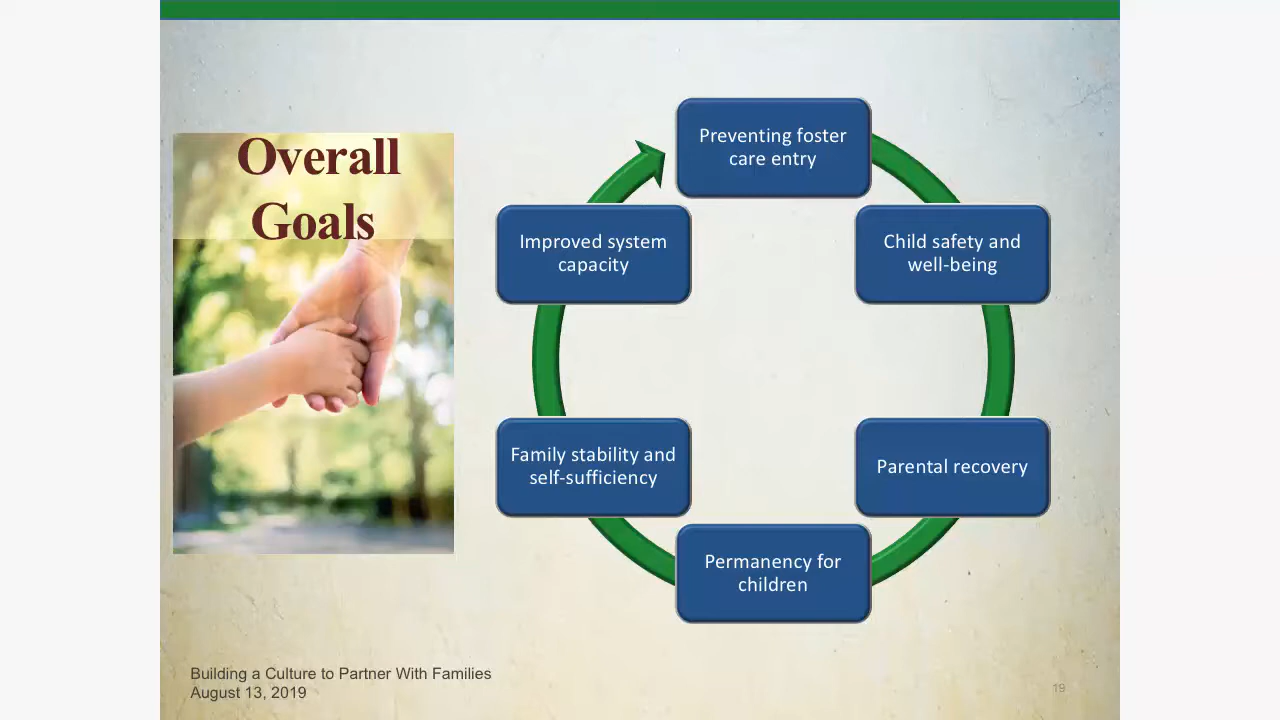 Overall
Goals
Preventing foster
care entry
Child safety and
well-being
Parental recovery
Permanency for
children
Family stability and
self-sufficiency
Improved system
capacity
Building a Culture to Partner With Families
August 13, 2019
19